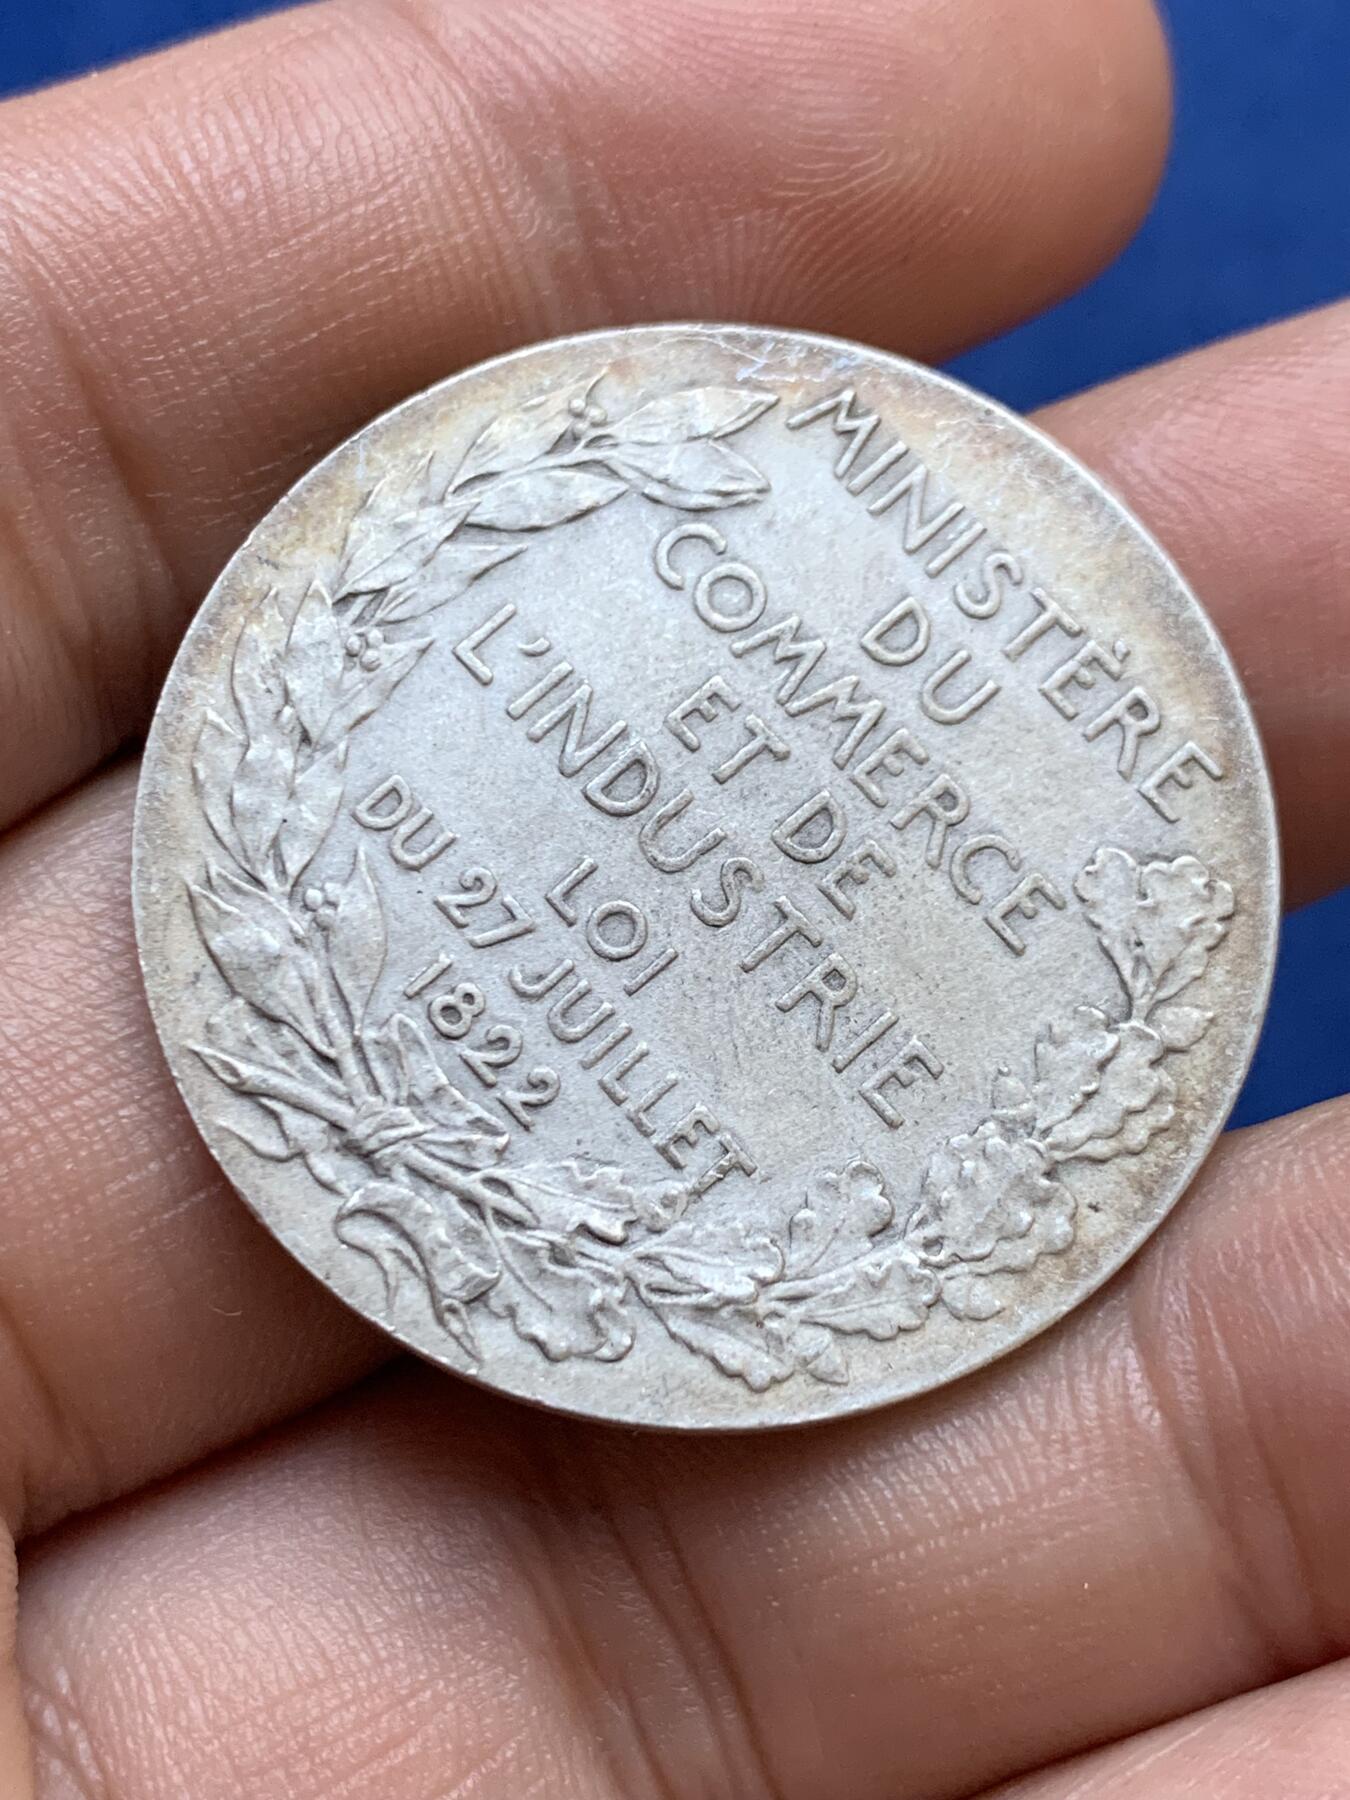 MINISTÈRE
DU
COMMERCE
ET DE
L'INDUSTRIE
LOI
DU 27 JUILLET
1822